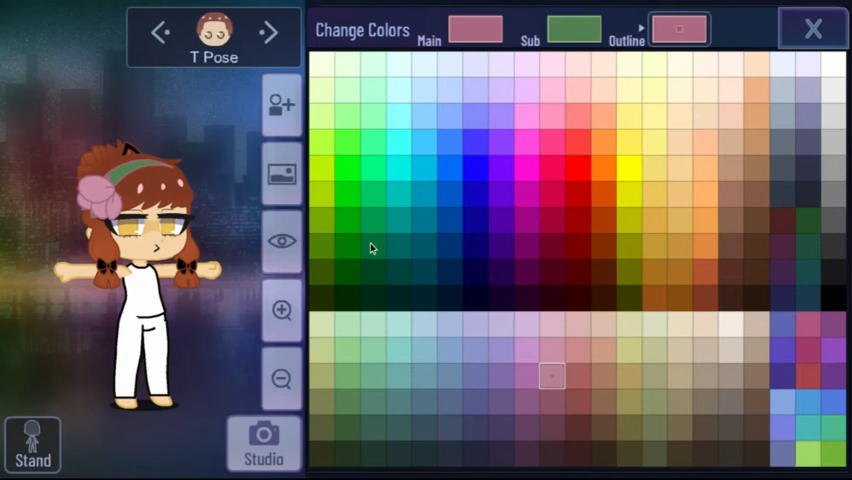 T Pose
Change Colors
Main
Sub
Outline
X
Stand
Studio